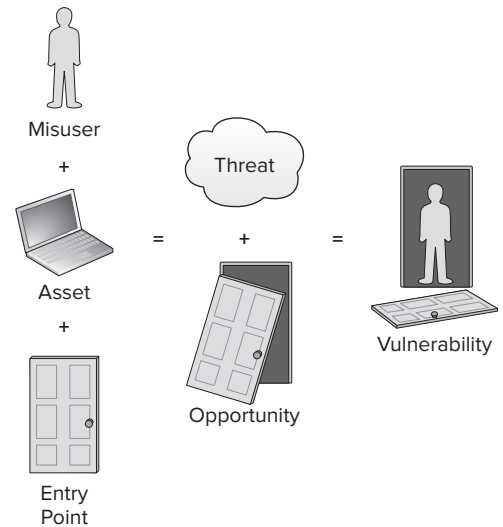 Misuser
+
Asset
+
Entry
Point
=
Threat
+
Opportunity
=
Vulnerability